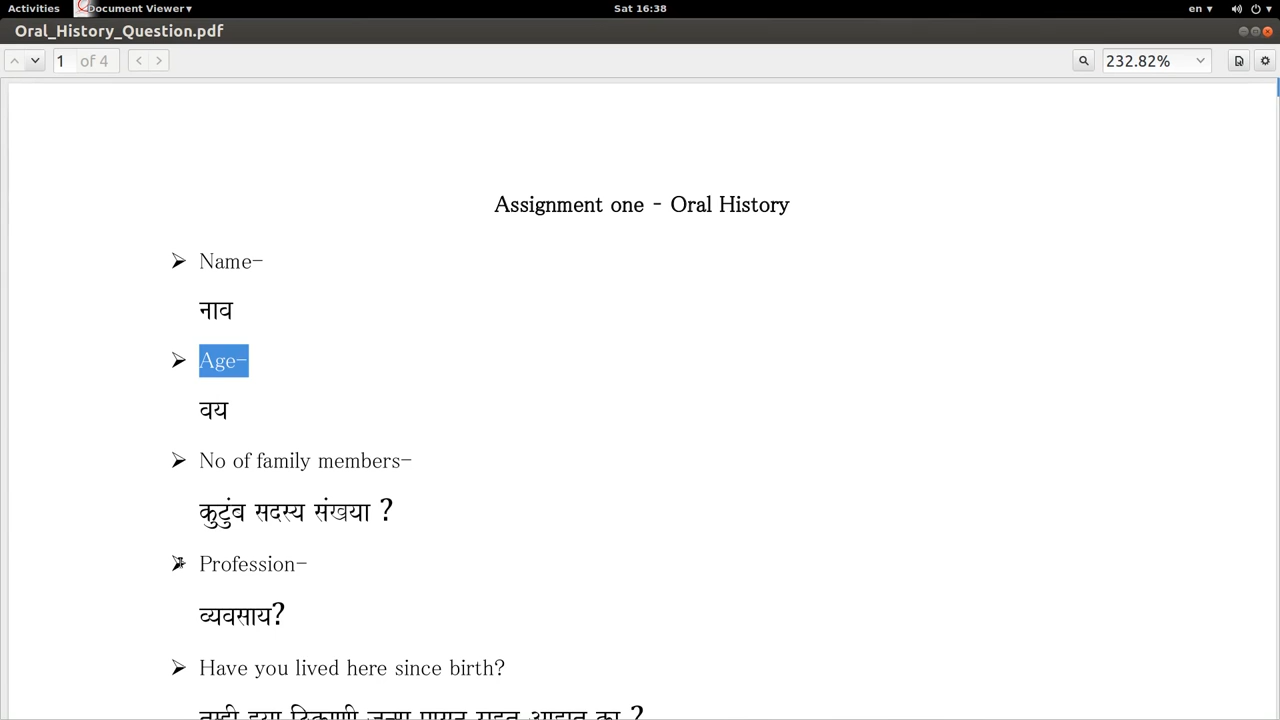 Activities Document Viewer▾ Sat 16:38 en ▾
Oral_History_Question.pdf
1 of 4 232.82%
Assignment one - Oral History
➢ Name-
नाव
➢ Age-
वय
➢ No of family members-
कुटुंब सदस्य संखया ?
➢ Profession-
व्यवसाय?
➢ Have you lived here since birth?